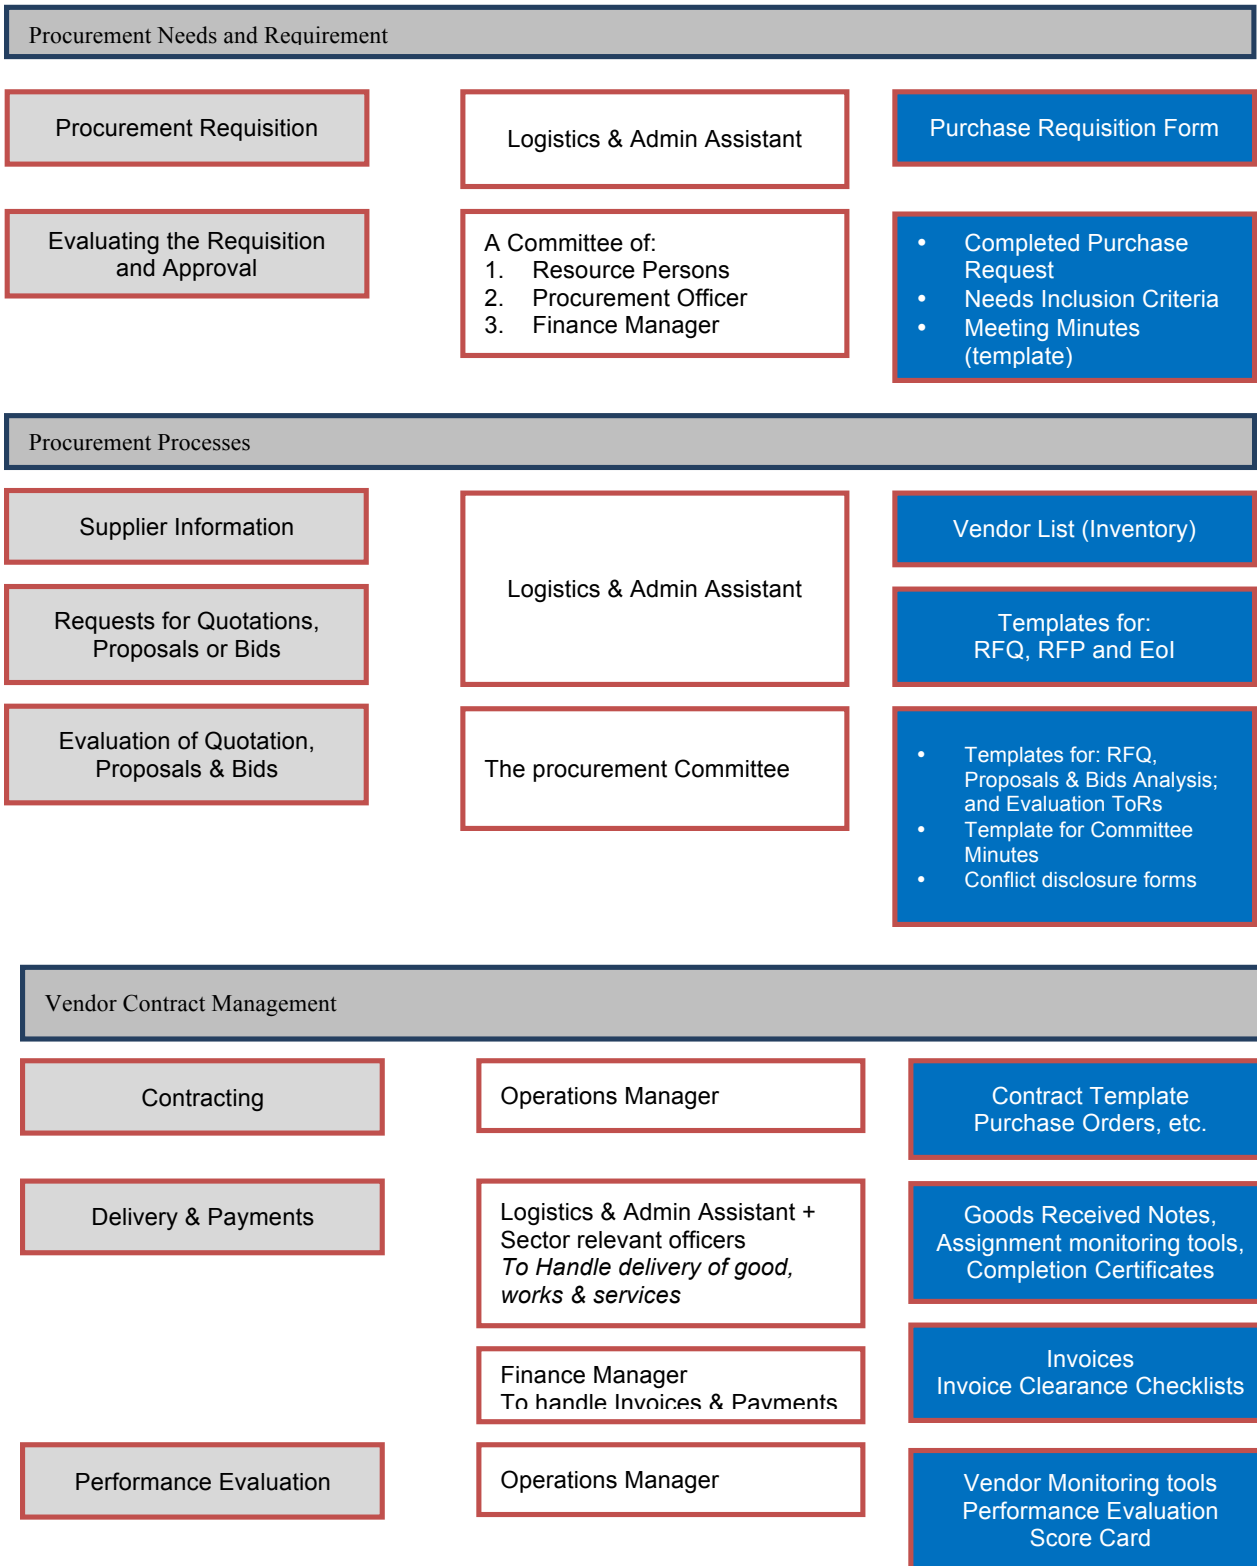 Procurement Needs and Requirement
Procurement Requisition
Logistics & Admin Assistant
Purchase Requisition Form
Evaluating the Requisition
and Approval
A Committee of:
1. Resource Persons
2. Procurement Officer
3. Finance Manager
• Completed Purchase
Request
• Needs Inclusion Criteria
• Meeting Minutes
(template)
Procurement Processes
Supplier Information
Logistics & Admin Assistant
Vendor List (Inventory)
Requests for Quotations,
Proposals or Bids
Templates for:
RFQ, RFP and EoI
Evaluation of Quotation,
Proposals & Bids
The procurement Committee
• Templates for: RFQ,
Proposals & Bids Analysis;
and Evaluation ToRs
• Template for Committee
Minutes
• Conflict disclosure forms
Vendor Contract Management
Contracting
Operations Manager
Contract Template
Purchase Orders, etc.
Delivery & Payments
Logistics & Admin Assistant +
Sector relevant officers
To Handle delivery of good,
works & services
Goods Received Notes,
Assignment monitoring tools,
Completion Certificates
Finance Manager
To handle Invoices & Payments
Invoices
Invoice Clearance Checklists
Performance Evaluation
Operations Manager
Vendor Monitoring tools
Performance Evaluation
Score Card